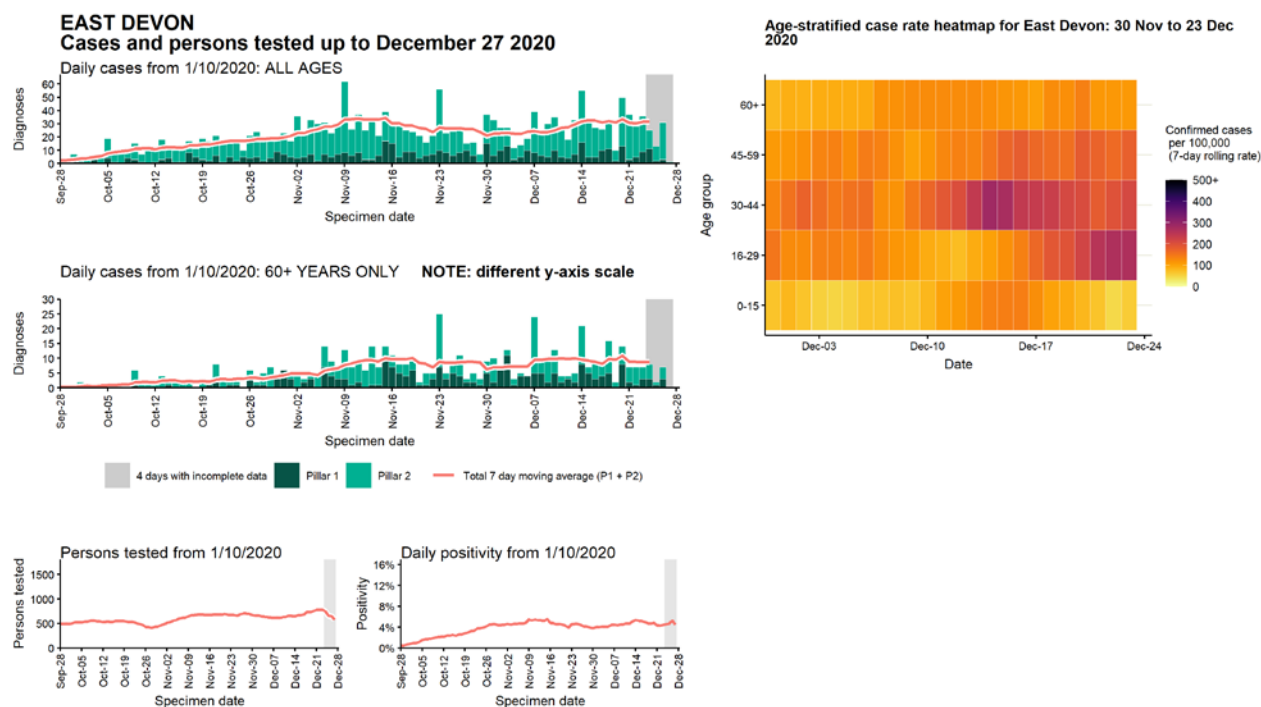 EAST DEVON
Cases and persons tested up to December 27 2020
Daily cases from 1/10/2020: ALL AGES
Diagnoses
60
50
40
30
20
10
0
Sep-28
Oct-05
Oct-12
Oct-19
Oct-26
Nov-02
Nov-09
Nov-16
Nov-23
Nov-30
Dec-07
Dec-14
Dec-21
Dec-28
Specimen date
Daily cases from 1/10/2020: 60+ YEARS ONLY NOTE: different y-axis scale
Diagnoses
30
25
20
15
10
5
0
Sep-28
Oct-05
Oct-12
Oct-19
Oct-26
Nov-02
Nov-09
Nov-16
Nov-23
Nov-30
Dec-07
Dec-14
Dec-21
Dec-28
Specimen date
4 days with incomplete data Pillar 1 Pillar 2 Total 7 day moving average (P1 + P2)
Persons tested from 1/10/2020
Persons tested
1500
1000
500
0
Sep-28
Oct-05
Oct-12
Oct-19
Oct-26
Nov-02
Nov-09
Nov-16
Nov-23
Nov-30
Dec-07
Dec-14
Dec-21
Dec-28
Specimen date
Daily positivity from 1/10/2020
Positivity
16%
12%
8%
4%
0%
Sep-28
Oct-05
Oct-12
Oct-19
Oct-26
Nov-02
Nov-09
Nov-16
Nov-23
Nov-30
Dec-07
Dec-14
Dec-21
Dec-28
Specimen date
Age-stratified case rate heatmap for East Devon: 30 Nov to 23 Dec
2020
Age group
60+
45-59
30-44
16-29
0-15
Dec-03
Dec-10
Dec-17
Dec-24
Date
Confirmed cases
per 100,000
(7-day rolling rate)
500+
400
300
200
100
0